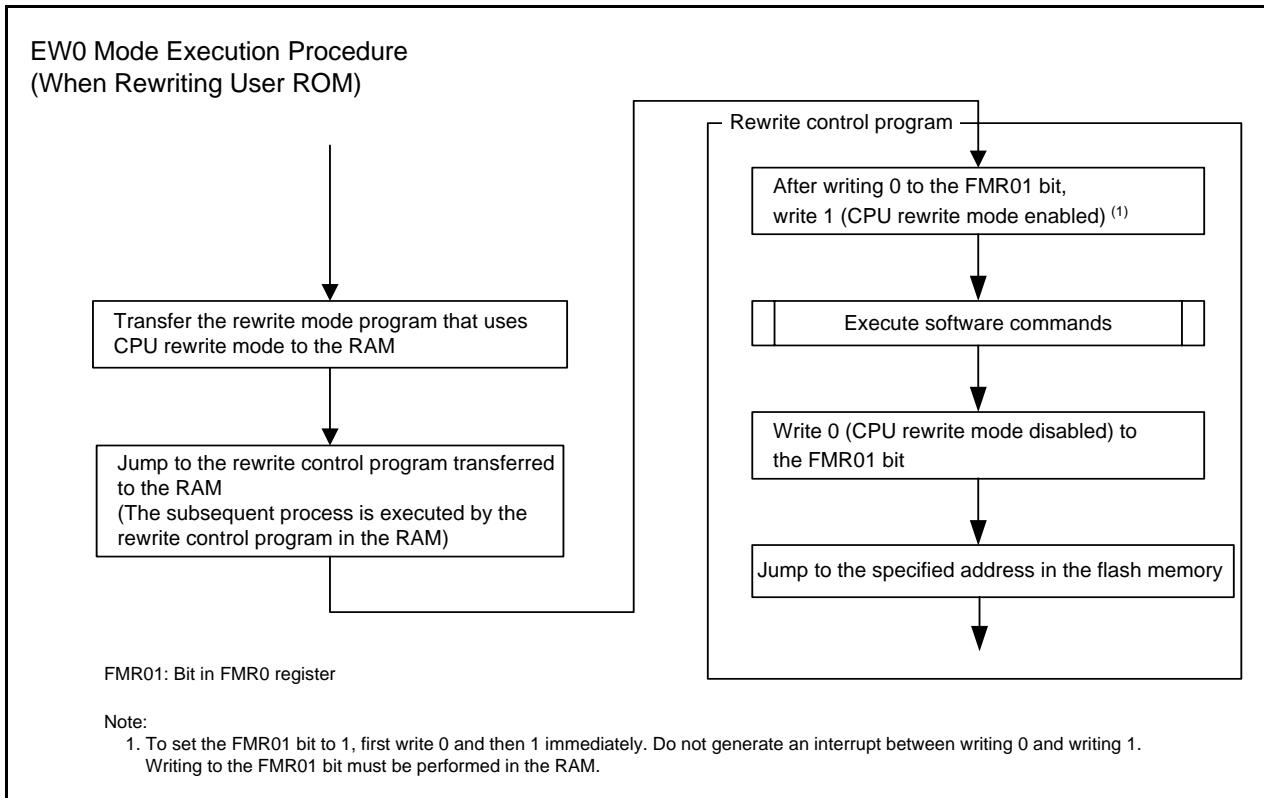 EW0 Mode Execution Procedure
(When Rewriting User ROM)
Transfer the rewrite mode program that uses
CPU rewrite mode to the RAM
Jump to the rewrite control program transferred
to the RAM
(The subsequent process is executed by the
rewrite control program in the RAM)
Rewrite control program
After writing 0 to the FMR01 bit,
write 1 (CPU rewrite mode enabled) (1)
Execute software commands
Write 0 (CPU rewrite mode disabled) to
the FMR01 bit
Jump to the specified address in the flash memory
FMR01: Bit in FMR0 register
Note:
1. To set the FMR01 bit to 1, first write 0 and then 1 immediately. Do not generate an interrupt between writing 0 and writing 1.
Writing to the FMR01 bit must be performed in the RAM.